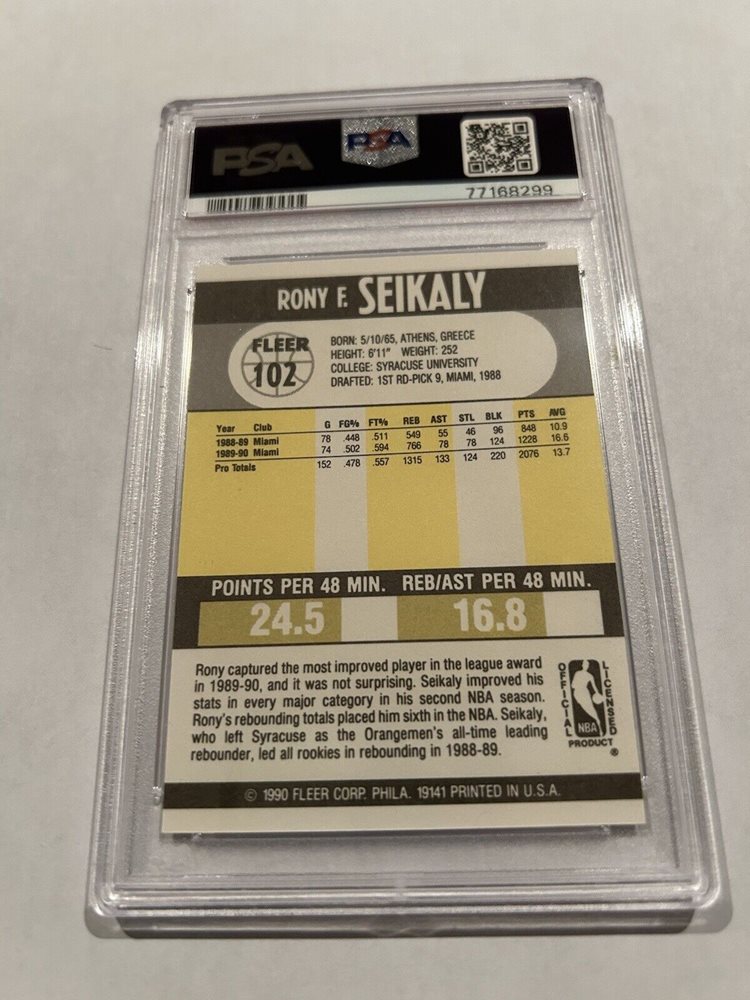 PSA PSA
77168299
RONY F. SEIKALY
FLEER
102
BORN: 5/10/65, ATHENS, GREECE
HEIGHT: 6'11" WEIGHT: 252
COLLEGE: SYRACUSE UNIVERSITY
DRAFTED: 1ST RD-PICK 9, MIAMI, 1988
Year Club G FG% FT% REB AST STL BLK PTS AVG
1988-89 Miami 78 .448 .511 549 55 46 96 848 10.9
1989-90 Miami 74 .502 .594 766 78 78 124 1228 16.6
Pro Totals 152 .478 .557 1315 133 124 220 2076 13.7
POINTS PER 48 MIN. REB/AST PER 48 MIN.
24.5 16.8
Rony captured the most improved player in the league award
in 1989-90, and it was not surprising. Seikaly improved his
stats in every major category in his second NBA season.
Rony's rebounding totals placed him sixth in the NBA. Seikaly,
who left Syracuse as the Orangemen's all-time leading
rebounder, led all rookies in rebounding in 1988-89.
OFFICIAL
LICENSED
NBA
PRODUCT ®
© 1990 FLEER CORP. PHILA. 19141 PRINTED IN U.S.A.